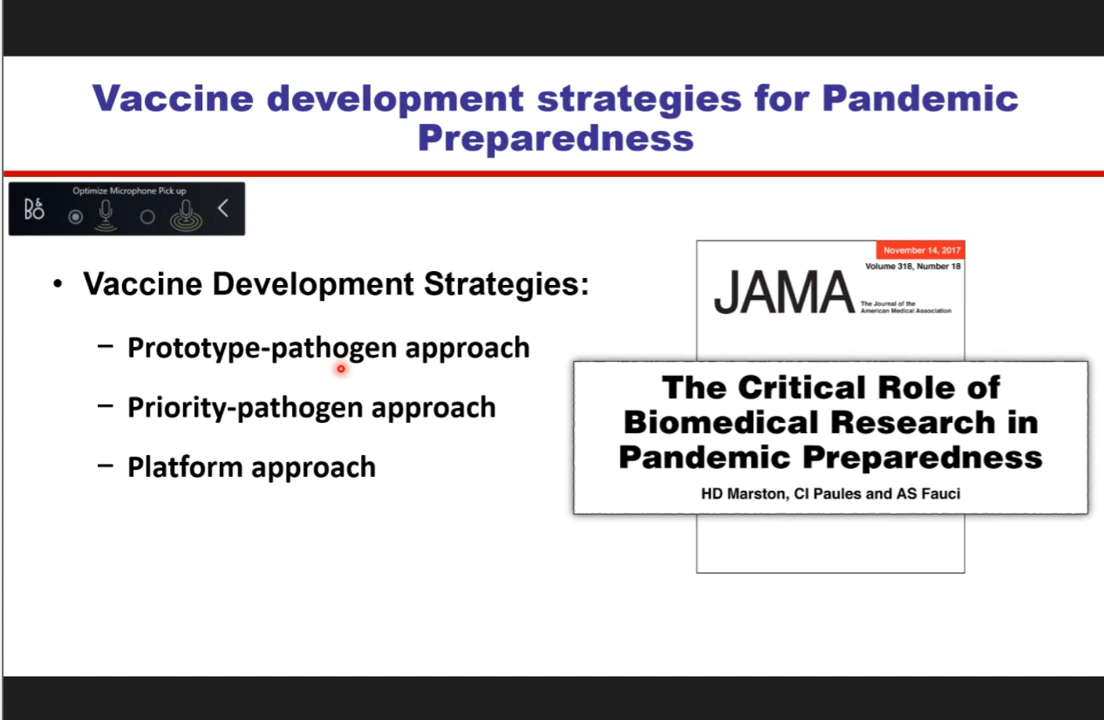 Vaccine development strategies for Pandemic
Preparedness
Optimize Microphone Pick up
B&O
• Vaccine Development Strategies:
– Prototype-pathogen approach
– Priority-pathogen approach
– Platform approach
November 14, 2017
Volume 318, Number 18
JAMA
The Journal of the
American Medical Association
The Critical Role of
Biomedical Research in
Pandemic Preparedness
HD Marston, CI Paules and AS Fauci